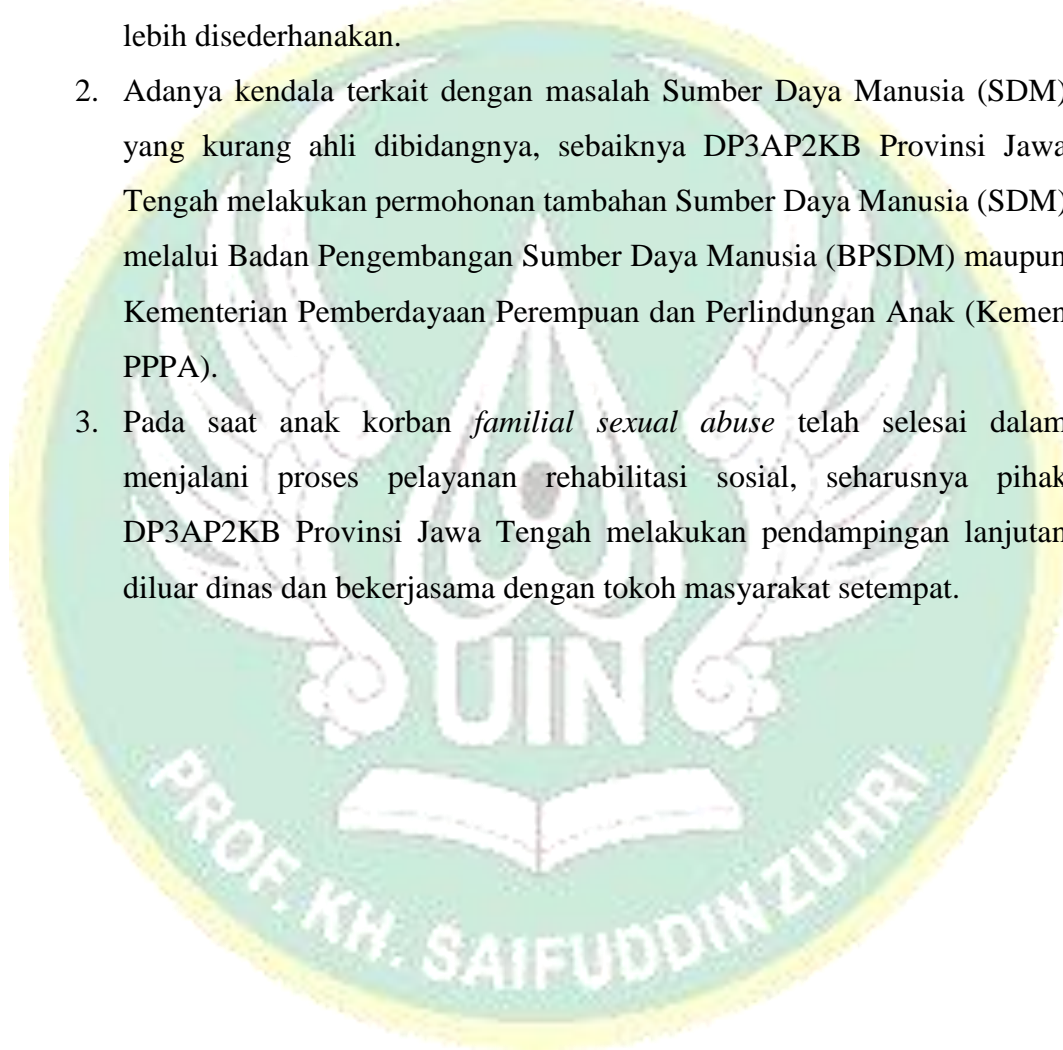 lebih disederhanakan.
2. Adanya kendala terkait dengan masalah Sumber Daya Manusia (SDM)
yang kurang ahli dibidangnya, sebaiknya DP3AP2KB Provinsi Jawa
Tengah melakukan permohonan tambahan Sumber Daya Manusia (SDM)
melalui Badan Pengembangan Sumber Daya Manusia (BPSDM) maupun
Kementerian Pemberdayaan Perempuan dan Perlindungan Anak (Kemen
PPPA).
3. Pada saat anak korban familial sexual abuse telah selesai dalam
menjalani proses pelayanan rehabilitasi sosial, seharusnya pihak
DP3AP2KB Provinsi Jawa Tengah melakukan pendampingan lanjutan
diluar dinas dan bekerjasama dengan tokoh masyarakat setempat.
UIN
PROF. KH. SAIFUDDIN ZUHRI